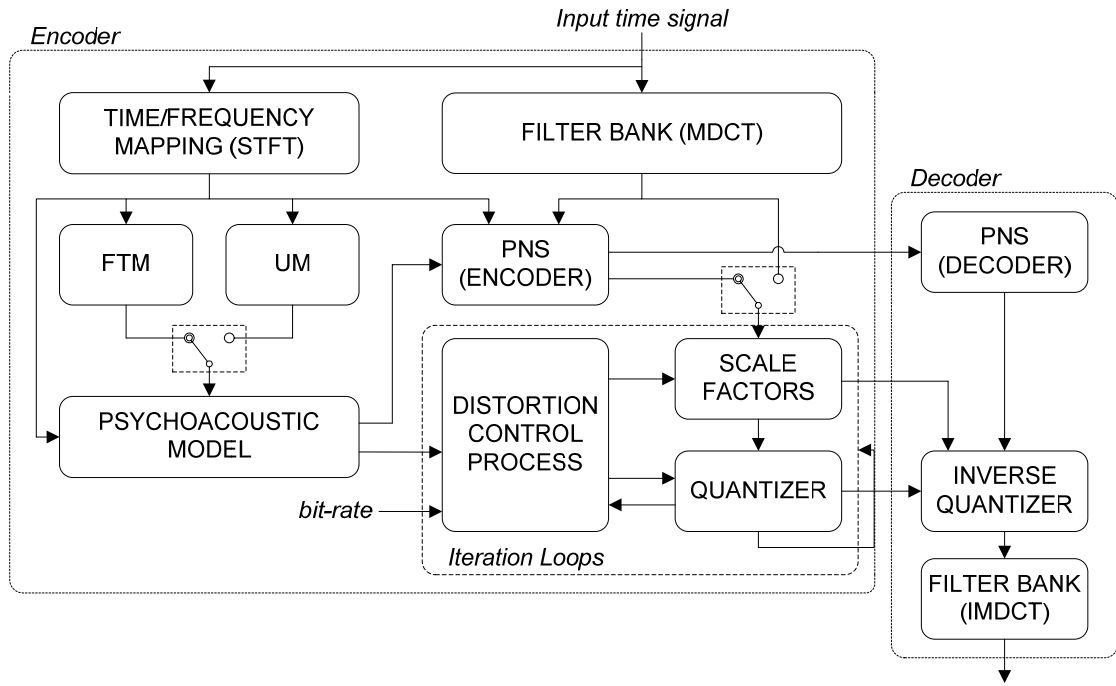 Input time signal
Encoder
TIME/FREQUENCY
MAPPING (STFT)
FILTER BANK (MDCT)
Decoder
FTM
UM
PNS
(ENCODER)
PNS
(DECODER)
PSYCHOACOUSTIC
MODEL
DISTORTION
CONTROL
PROCESS
SCALE
FACTORS
QUANTIZER
INVERSE
QUANTIZER
bit-rate
Iteration Loops
FILTER BANK
(IMDCT)